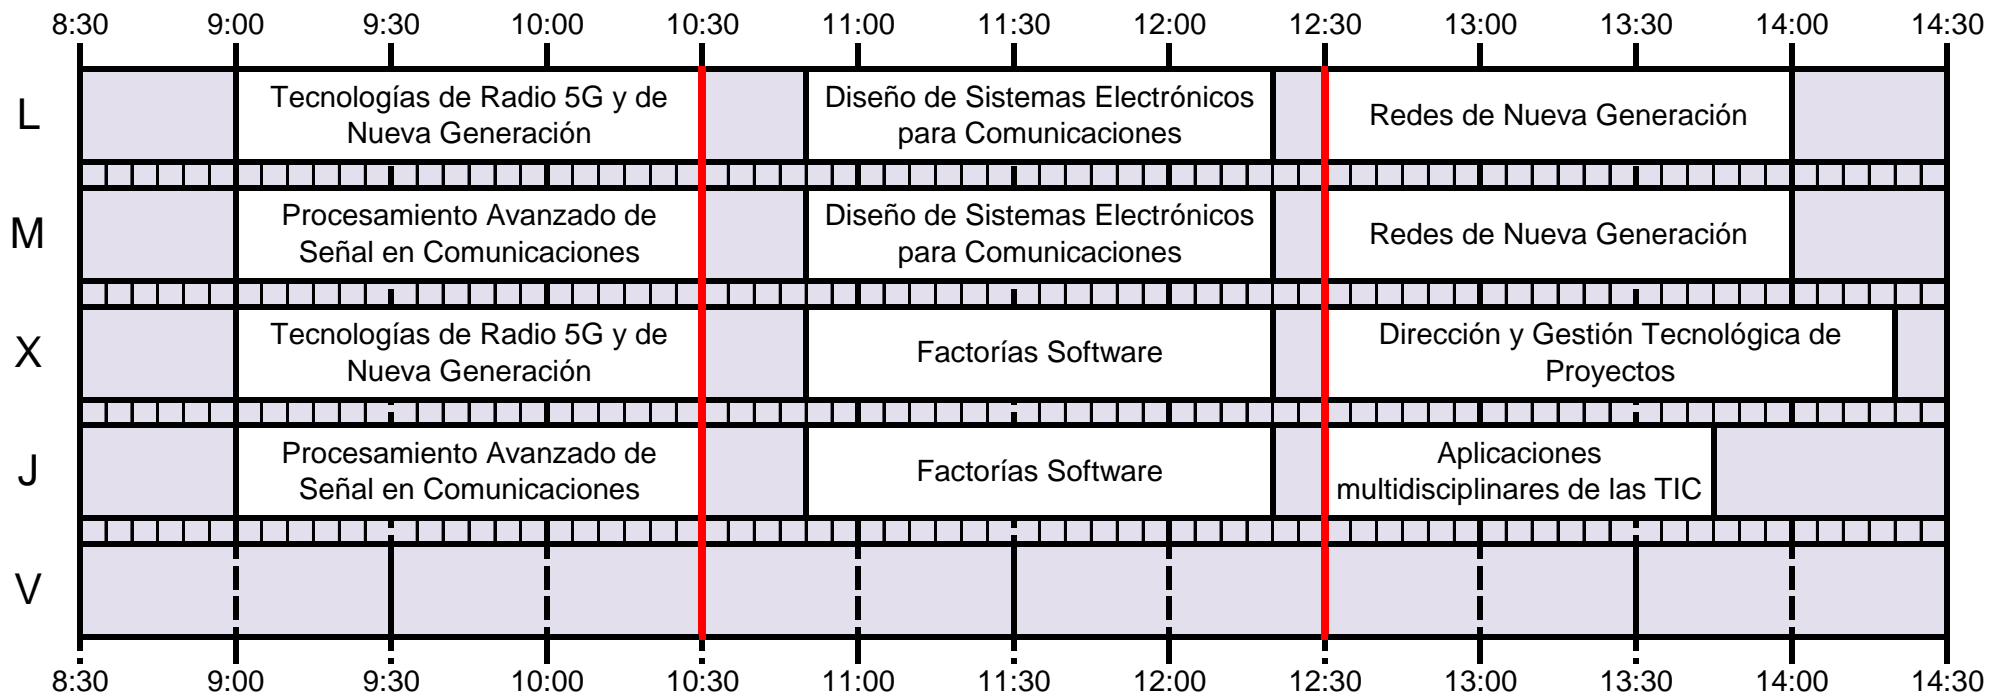 8:30 9:00 9:30 10:00 10:30 11:00 11:30 12:00 12:30 13:00 13:30 14:00 14:30
L
Tecnologías de Radio 5G y de
Nueva Generación
Diseño de Sistemas Electrónicos
para Comunicaciones
Redes de Nueva Generación
M
Procesamiento Avanzado de
Señal en Comunicaciones
Diseño de Sistemas Electrónicos
para Comunicaciones
Redes de Nueva Generación
X
Tecnologías de Radio 5G y de
Nueva Generación
Factorías Software
Dirección y Gestión Tecnológica de
Proyectos
J
Procesamiento Avanzado de
Señal en Comunicaciones
Factorías Software
Aplicaciones
multidisciplinares de las TIC
V
8:30 9:00 9:30 10:00 10:30 11:00 11:30 12:00 12:30 13:00 13:30 14:00 14:30